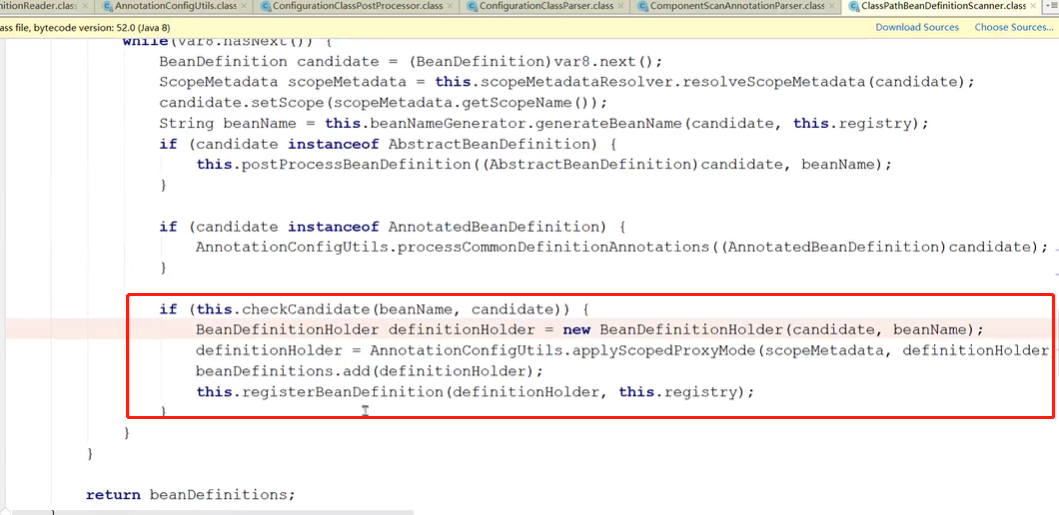 nitionReader.class × AnnotationConfigUtils.class × ConfigurationClassPostProcessor.class × ConfigurationClassParser.class × ComponentScanAnnotationParser.class × ClassPathBeanDefinitionScanner.class ×
ass file, bytecode version: 52.0 (Java 8) Download Sources Choose Sources...
while(var8.hasNext()) {
BeanDefinition candidate = (BeanDefinition)var8.next();
ScopeMetadata scopeMetadata = this.scopeMetadataResolver.resolveScopeMetadata(candidate);
candidate.setScope(scopeMetadata.getScopeName());
String beanName = this.beanNameGenerator.generateBeanName(candidate, this.registry);
if (candidate instanceof AbstractBeanDefinition) {
this.postProcessBeanDefinition((AbstractBeanDefinition)candidate, beanName);
}
if (candidate instanceof AnnotatedBeanDefinition) {
AnnotationConfigUtils.processCommonDefinitionAnnotations((AnnotatedBeanDefinition)candidate);
}
if (this.checkCandidate(beanName, candidate)) {
BeanDefinitionHolder definitionHolder = new BeanDefinitionHolder(candidate, beanName);
definitionHolder = AnnotationConfigUtils.applyScopedProxyMode(scopeMetadata, definitionHolder
beanDefinitions.add(definitionHolder);
this.registerBeanDefinition(definitionHolder, this.registry);
}
}
}
return beanDefinitions;